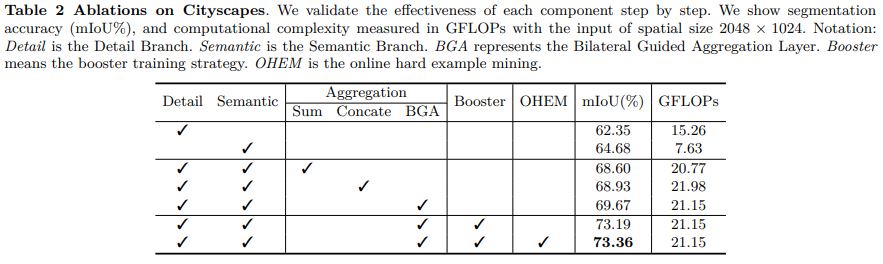 Table 2 Ablations on Cityscapes. We validate the effectiveness of each component step by step. We show segmentation
accuracy (mIoU%), and computational complexity measured in GFLOPs with the input of spatial size 2048 × 1024. Notation:
Detail is the Detail Branch. Semantic is the Semantic Branch. BGA represents the Bilateral Guided Aggregation Layer. Booster
means the booster training strategy. OHEM is the online hard example mining.
Detail Semantic Aggregation Booster OHEM mIoU(%) GFLOPs
Sum Concate BGA
✓ 62.35 15.26
✓ 64.68 7.63
✓ ✓ ✓ 68.60 20.77
✓ ✓ ✓ 68.93 21.98
✓ ✓ ✓ 69.67 21.15
✓ ✓ ✓ ✓ 73.19 21.15
✓ ✓ ✓ ✓ ✓ 73.36 21.15